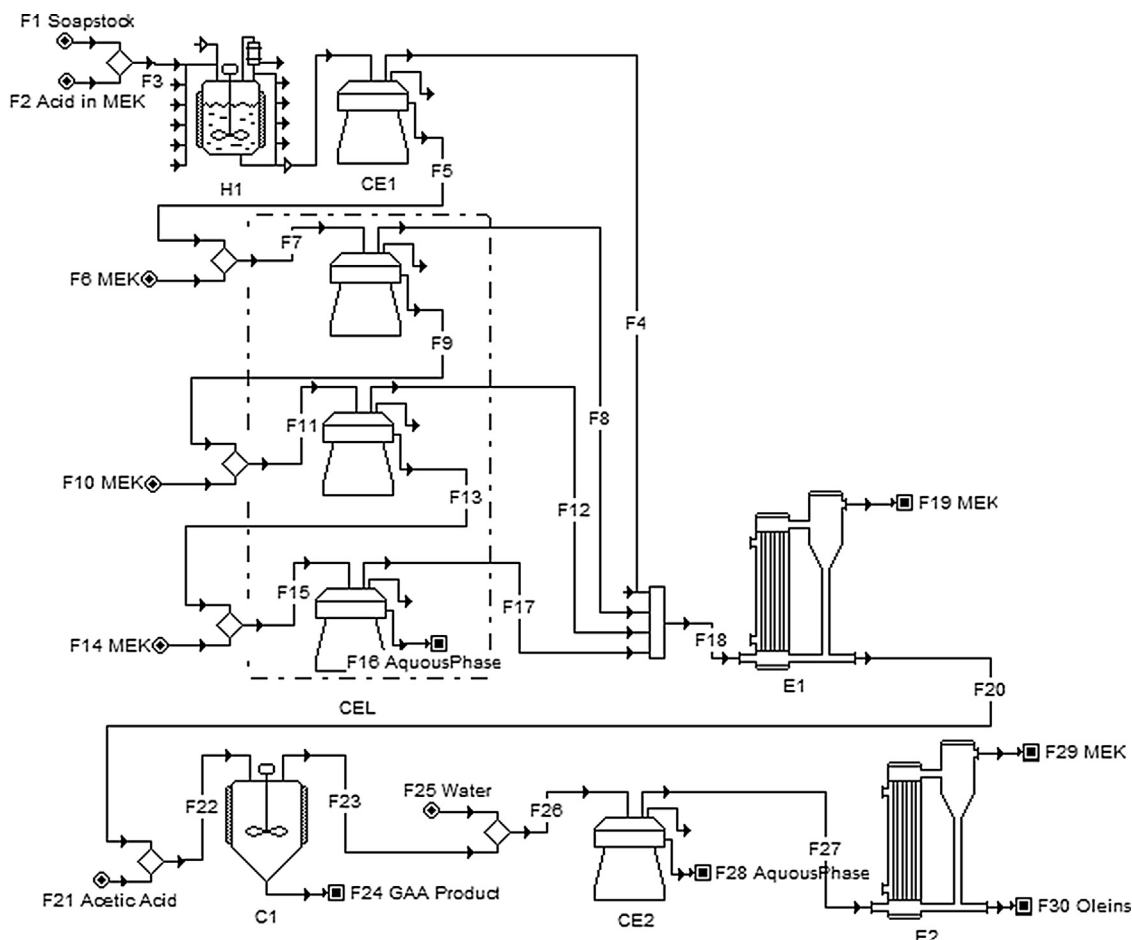 F1 Soapstock
F3
F2 Acid in MEK
H1
CE1
F5
F7
F6 MEK
F9
F4
F11
F8
F10 MEK
F13
F12
F19 MEK
F15
F17
F14 MEK
F16 AquousPhase
F18
E1
F20
CEL
F22
F23
F25 Water
F26
F29 MEK
F27
F21 Acetic Acid
F24 GAA Product
F28 AquousPhase
C1
CE2
F30 Oleins
E2